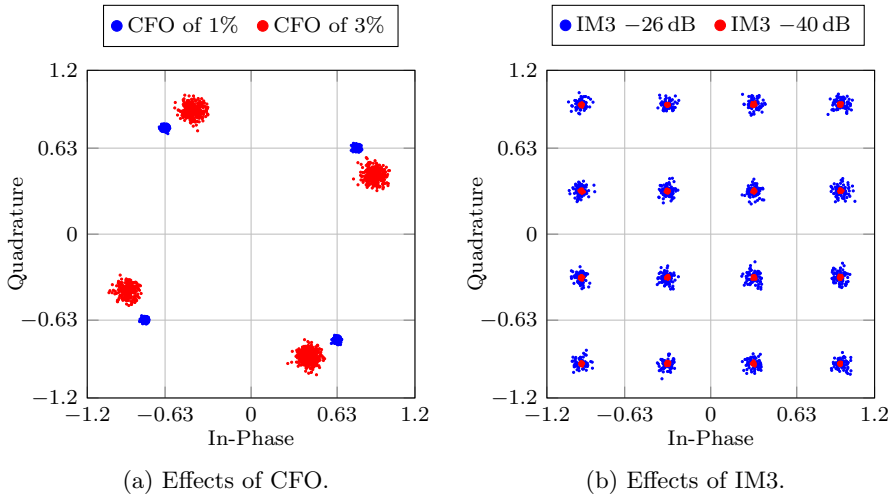 CFO of 1% CFO of 3%
1.2
0.63
0
−0.63
−1.2
Quadrature
−1.2 −0.63 0 0.63 1.2
In-Phase
(a) Effects of CFO.
IM3 −26 dB IM3 −40 dB
1.2
0.63
0
−0.63
−1.2
Quadrature
−1.2 −0.63 0 0.63 1.2
In-Phase
(b) Effects of IM3.